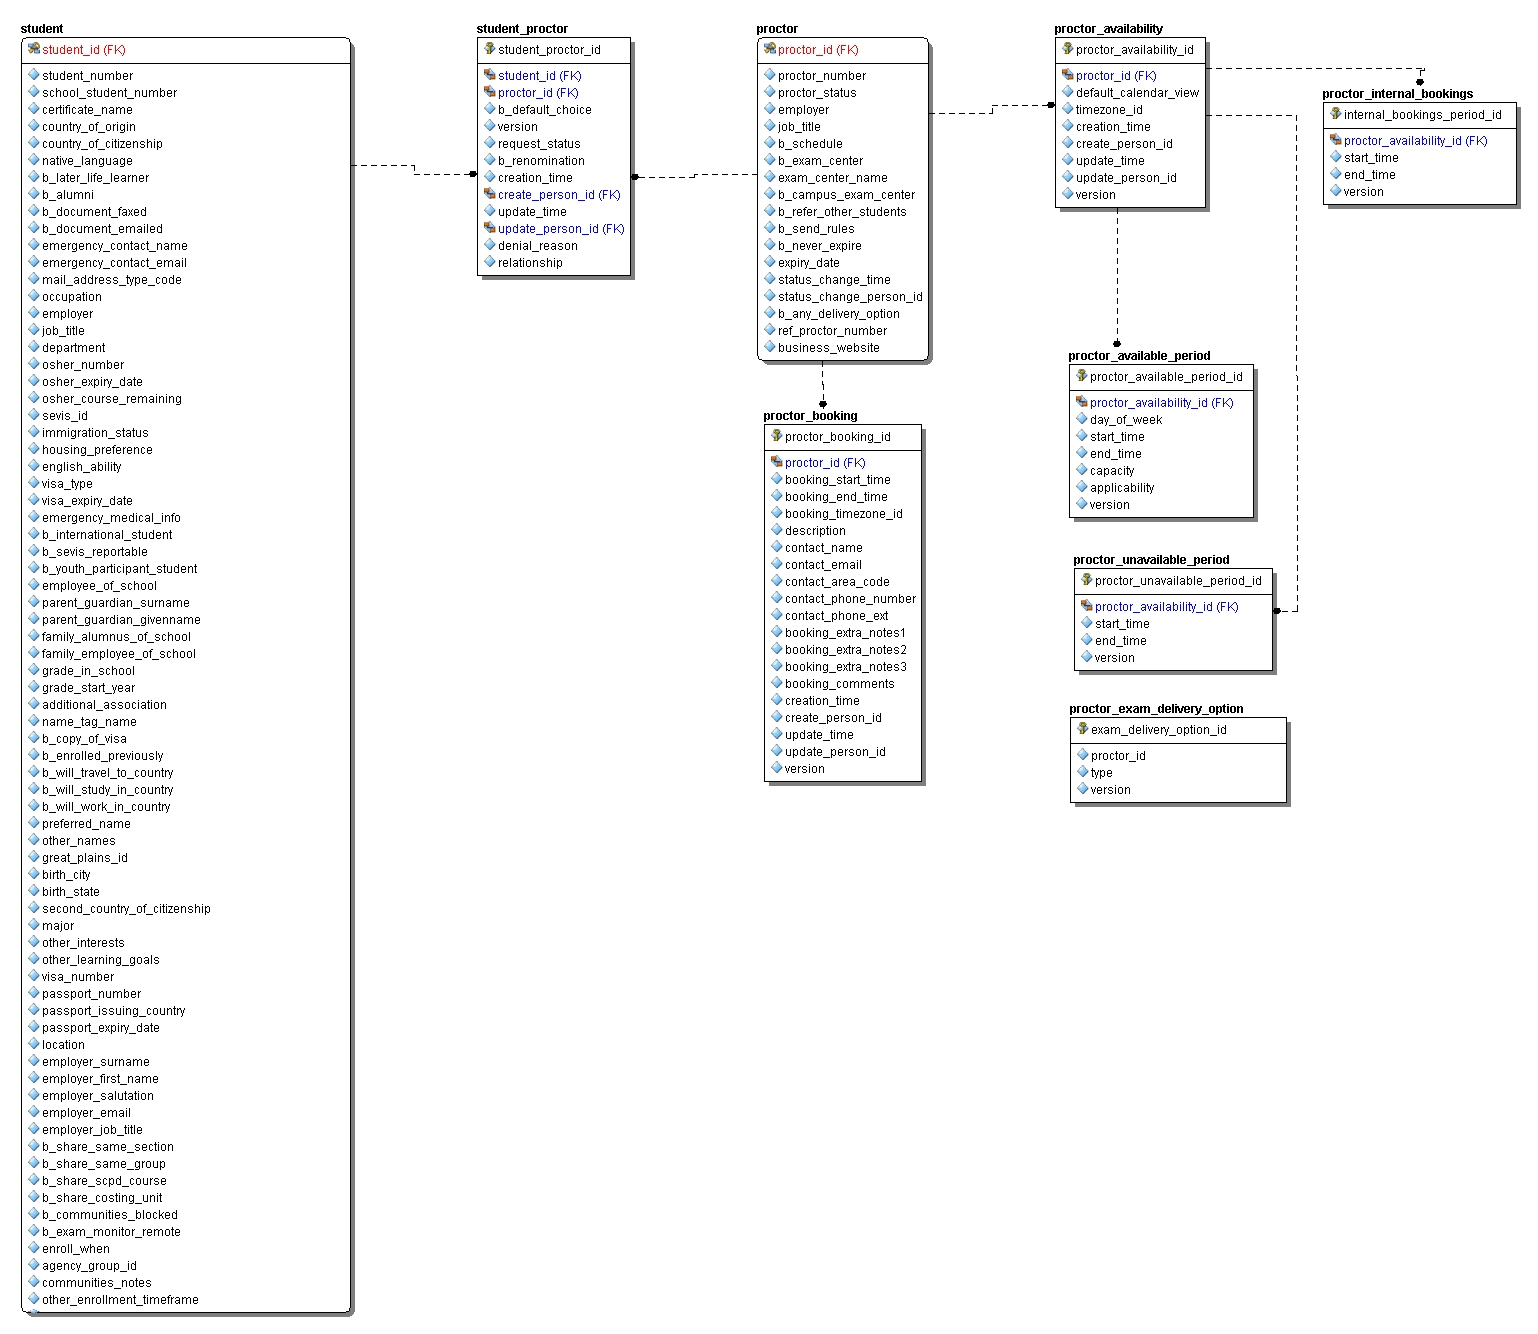 student
student_id (FK)
student_number
school_student_number
certificate_name
country_of_origin
country_of_citizenship
native_language
b_later_life_learner
b_alumni
b_document_faxed
b_document_emailed
emergency_contact_name
emergency_contact_email
mail_address_type_code
occupation
employer
job_title
department
osher_number
osher_expiry_date
osher_course_remaining
sevis_id
immigration_status
housing_preference
english_ability
visa_type
visa_expiry_date
emergency_medical_info
b_international_student
b_sevis_reportable
b_youth_participant_student
employee_of_school
parent_guardian_surname
parent_guardian_givenname
family_alumnus_of_school
family_employee_of_school
grade_in_school
grade_start_year
additional_association
name_tag_name
b_copy_of_visa
b_enrolled_previously
b_will_travel_to_country
b_will_study_in_country
b_will_work_in_country
preferred_name
other_names
great_plains_id
birth_city
birth_state
second_country_of_citizenship
major
other_interests
other_learning_goals
visa_number
passport_number
passport_issuing_country
passport_expiry_date
location
employer_surname
employer_first_name
employer_salutation
employer_email
employer_job_title
b_share_same_section
b_share_same_group
b_share_scpd_course
b_share_costing_unit
b_communities_blocked
b_exam_monitor_remote
enroll_when
agency_group_id
communities_notes
other_enrollment_timeframe
student_proctor
student_proctor_id
student_id (FK)
proctor_id (FK)
b_default_choice
version
request_status
b_renomination
creation_time
create_person_id (FK)
update_time
update_person_id (FK)
denial_reason
relationship
proctor
proctor_id (FK)
proctor_number
proctor_status
employer
job_title
b_schedule
b_exam_center
exam_center_name
b_campus_exam_center
b_refer_other_students
b_send_rules
b_never_expire
expiry_date
status_change_time
status_change_person_id
b_any_delivery_option
ref_proctor_number
business_website
proctor_booking
proctor_booking_id
proctor_id (FK)
booking_start_time
booking_end_time
booking_timezone_id
description
contact_name
contact_email
contact_area_code
contact_phone_number
contact_phone_ext
booking_extra_notes1
booking_extra_notes2
booking_extra_notes3
booking_comments
creation_time
create_person_id
update_time
update_person_id
version
proctor_availability
proctor_availability_id
proctor_id (FK)
default_calendar_view
timezone_id
creation_time
create_person_id
update_time
update_person_id
version
proctor_internal_bookings
internal_bookings_period_id
proctor_availability_id (FK)
start_time
end_time
version
proctor_available_period
proctor_available_period_id
proctor_availability_id (FK)
day_of_week
start_time
end_time
capacity
applicability
version
proctor_unavailable_period
proctor_unavailable_period_id
proctor_availability_id (FK)
start_time
end_time
version
proctor_exam_delivery_option
exam_delivery_option_id
proctor_id
type
version